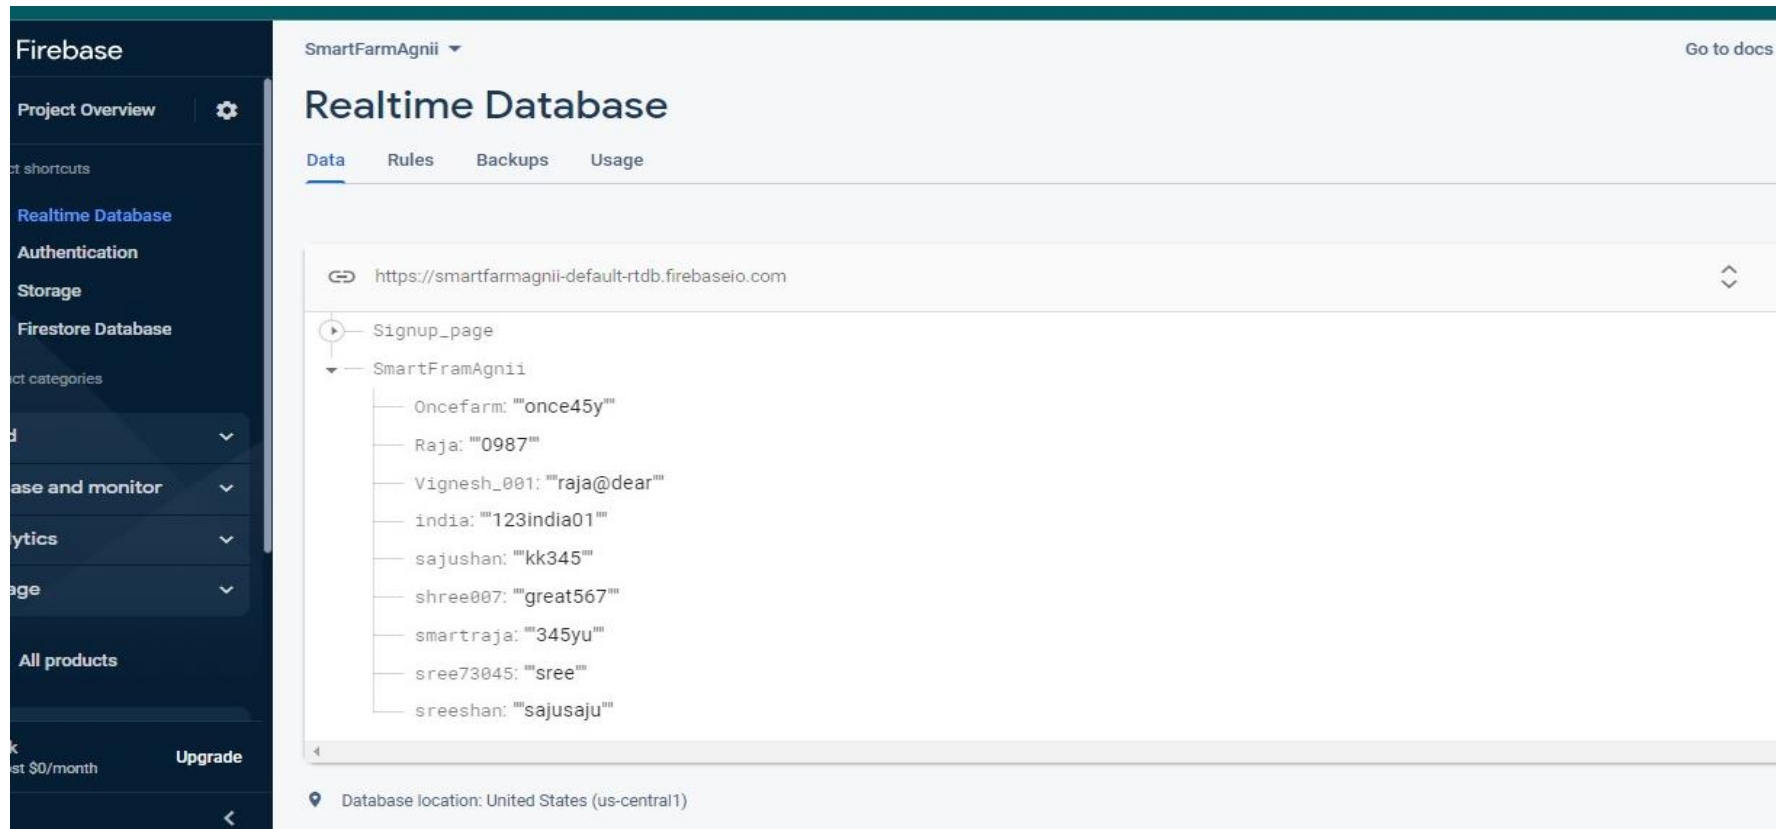 Firebase
Project Overview
ct shortcuts
Realtime Database
Authentication
Storage
Firestore Database
ct categories
d
ase and monitor
ytics
age
All products
k
ost $0/month
Upgrade
SmartFarmAgnii
Go to docs
Realtime Database
Data Rules Backups Usage
https://smartfarmagnii-default-rtdb.firebaseio.com
Signup_page
SmartFramAgnii
Oncefarm: ""once45y""
Raja: ""0987""
Vignesh_001: ""raja@dear""
india: ""123india01""
sajushan: ""kk345""
shree007: ""great567""
smartraja: ""345yu""
sree73045: ""sree""
sreeshan: ""sajusaju""
Database location: United States (us-central1)